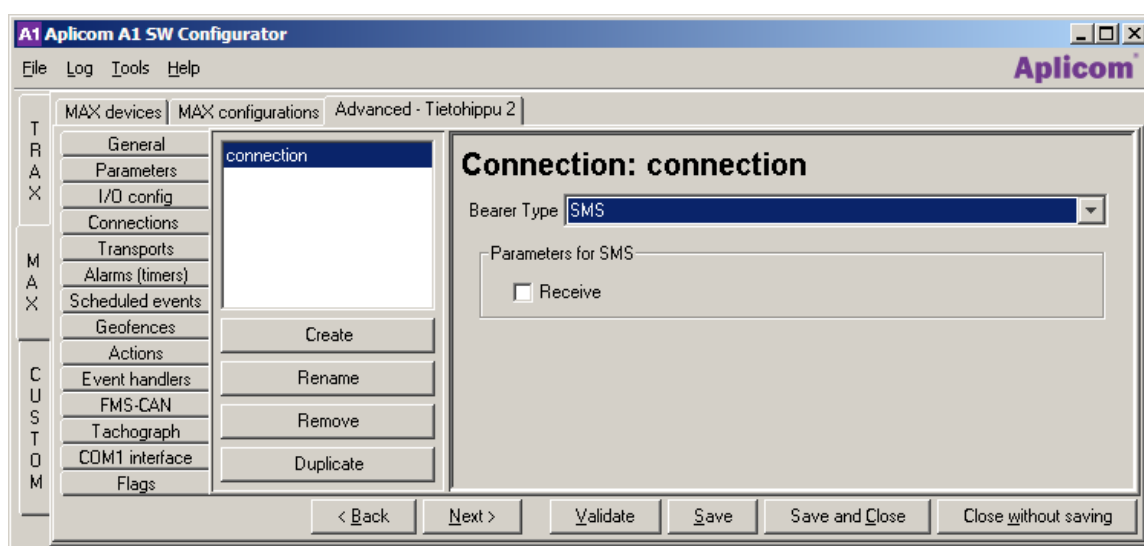 A1 Aplicom A1 SW Configurator
File Log Tools Help
Aplicom
TRAX
MAX
CUSTOM
MAX devices MAX configurations Advanced - Tietohippu 2
General
Parameters
I/O config
Connections
Transports
Alarms (timers)
Scheduled events
Geofences
Actions
Event handlers
FMS-CAN
Tachograph
COM1 interface
Flags
connection
Create
Rename
Remove
Duplicate
Connection: connection
Bearer Type SMS
Parameters for SMS
Receive
< Back Next > Validate Save Save and Close Close without saving